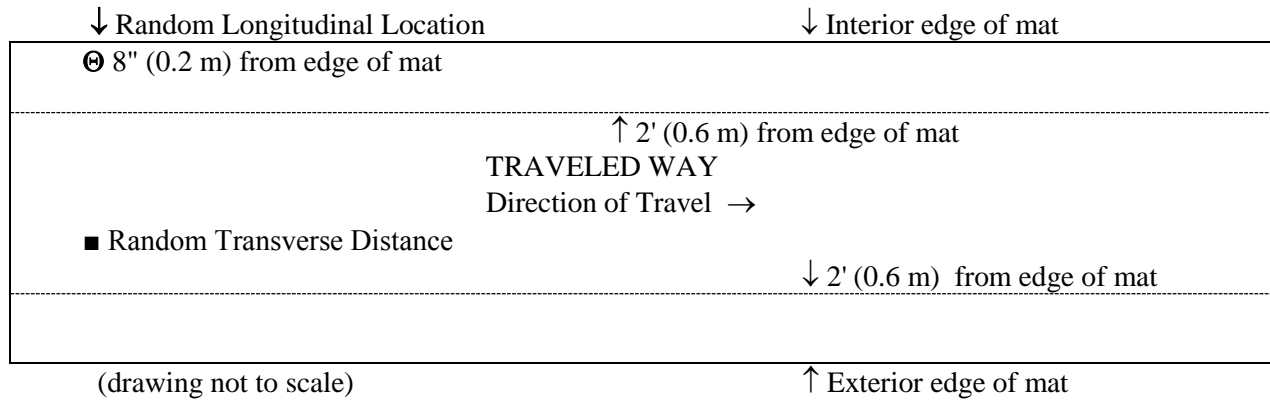 ↓ Random Longitudinal Location ↓ Interior edge of mat
Θ 8" (0.2 m) from edge of mat
↑ 2' (0.6 m) from edge of mat
TRAVELED WAY
Direction of Travel →
■ Random Transverse Distance
↓ 2' (0.6 m) from edge of mat
(drawing not to scale) ↑ Exterior edge of mat